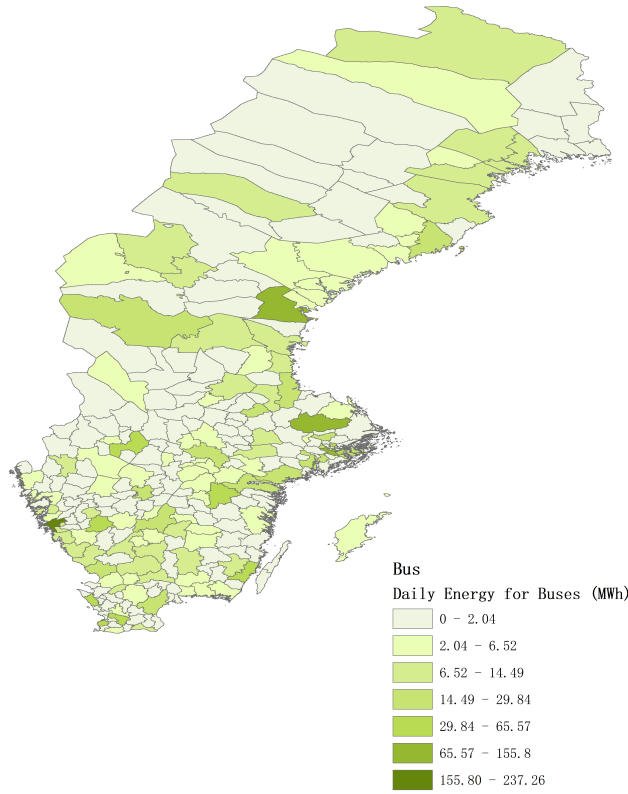 Bus
Daily Energy for Buses (MWh)
0 - 2.04
2.04 - 6.52
6.52 - 14.49
14.49 - 29.84
29.84 - 65.57
65.57 - 155.8
155.80 - 237.26